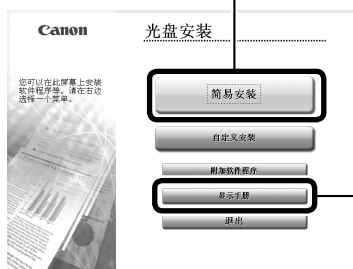 Canon
光盘安装
您可以在此屏幕上安装
软件程序等。请在右边
选择一个菜单。
简易安装
自定义安装
附加软件程序
显示手册
退出